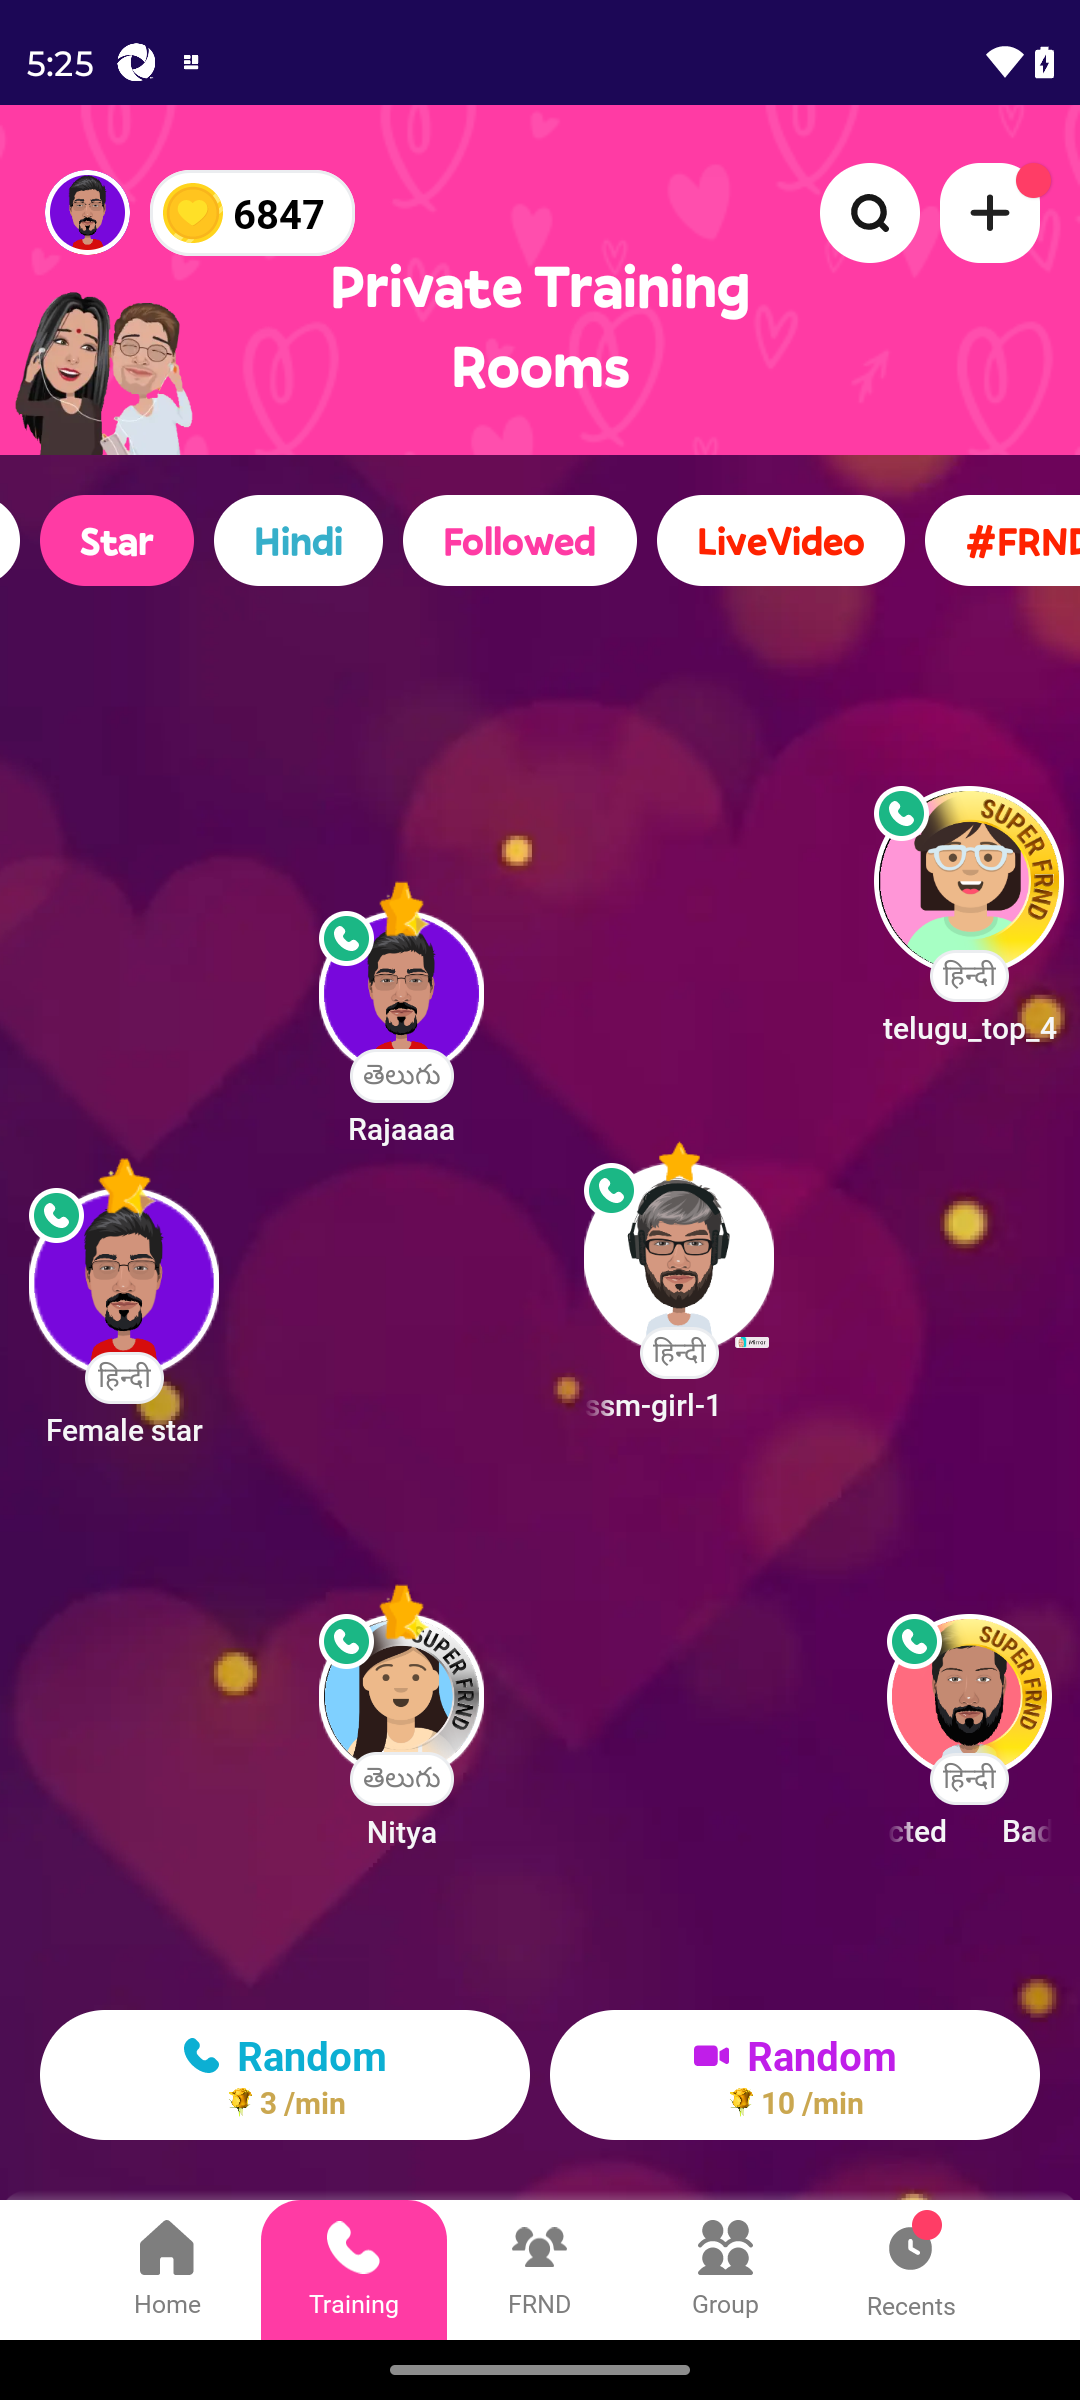 5:25
6847
Private Training
Rooms
Star
Hindi
Followed
LiveVideo
#FRND
SUPER FRND
हिन्दी
telugu_top_4
తెలుగు
Rajaaaa
हिन्दी
Female star
Mirror
हिन्दी
ssm-girl-1
SUPER FRND
తెలుగు
Nitya
SUPER FRND
हिन्दी
cted Bad
Random
3 /min
Random
10 /min
Home
Training
FRND
Group
Recents